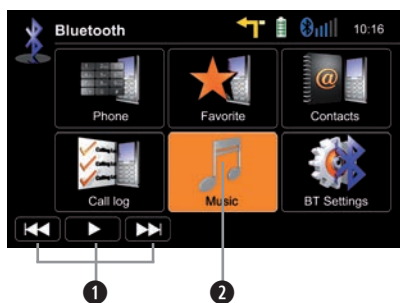 Bluetooth 10:16
Phone Favorite Contacts
Call log Music BT Settings
1 2